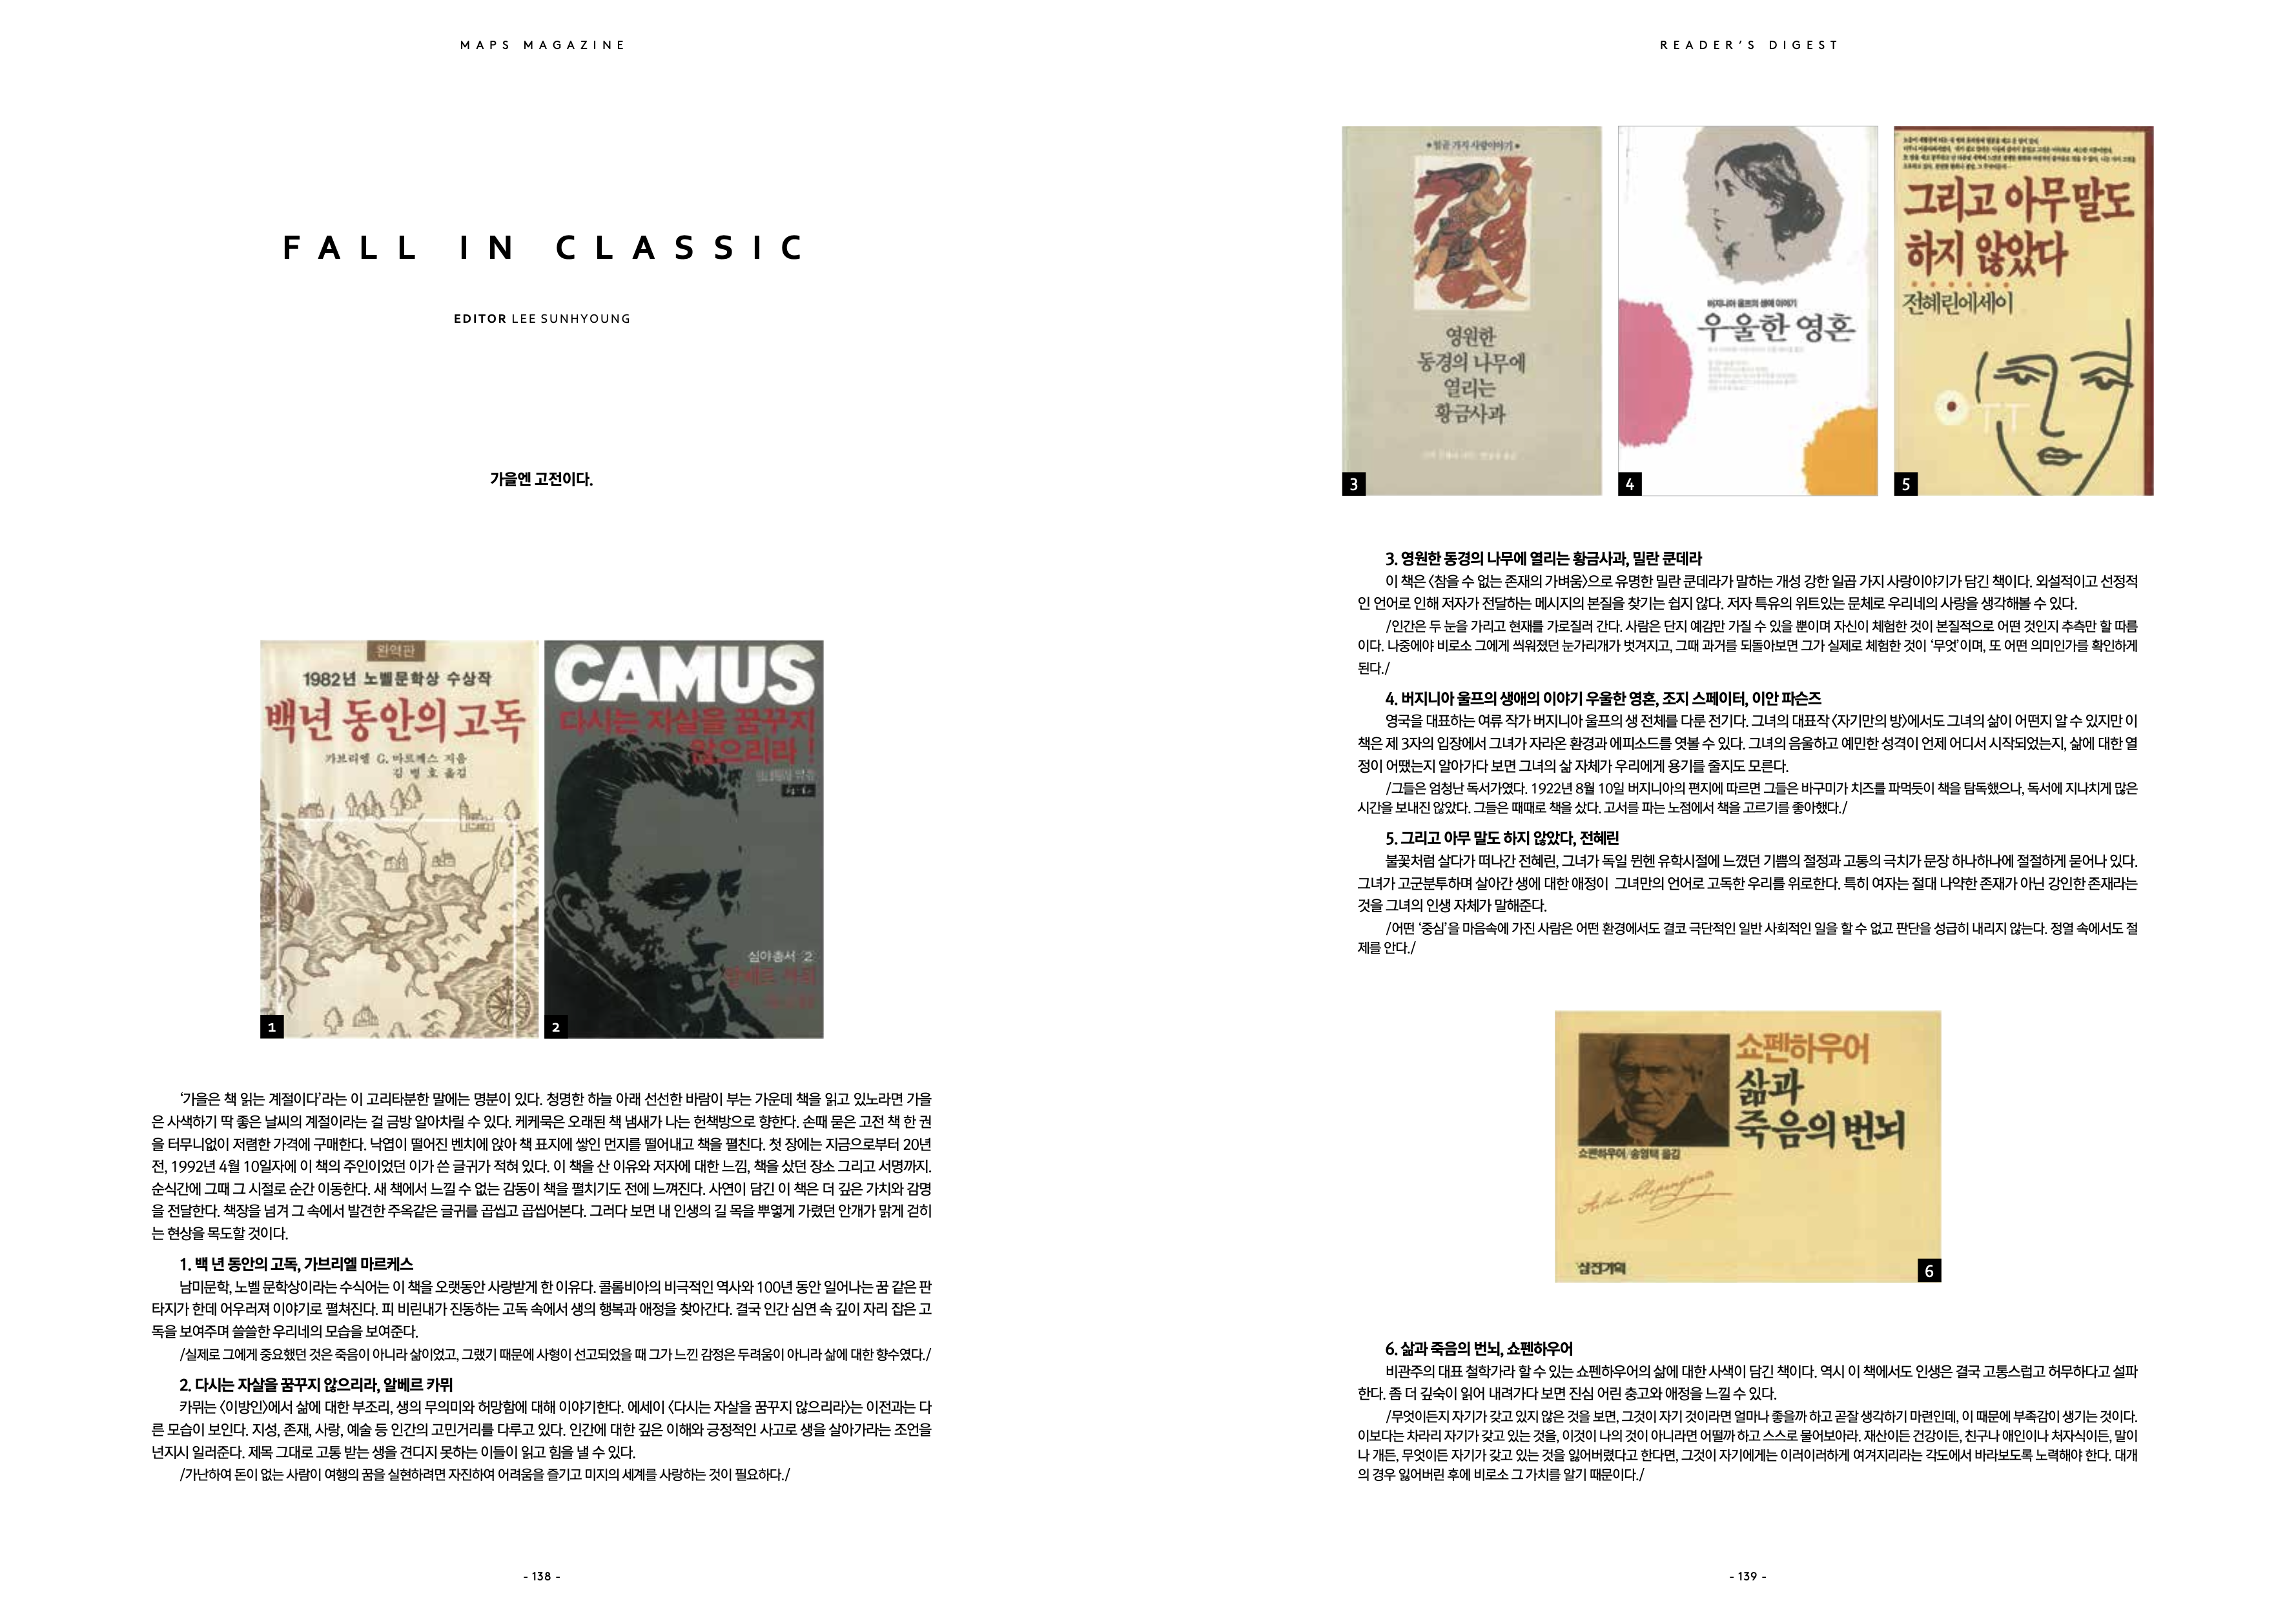 MAPS MAGAZINE
FALL IN CLASSIC
EDITOR LEE SUNHYOUNG
가을엔 고전이다.
완역판
1982년 노벨문학상 수상작
백년 동안의 고독
가브리엘 G. 마르케스 지음
김병호 옮김
1
CAMUS
다시는 자살을 꿈꾸지
않으리라 !
심야총서 2
알베르 카뮈
2
'가을은 책 읽는 계절이다'라는 이 고리타분한 말에는 명분이 있다. 청명한 하늘 아래 선선한 바람이 부는 가운데 책을 읽고 있노라면 가을
은 사색하기 딱 좋은 날씨의 계절이라는 걸 금방 알아차릴 수 있다. 케케묵은 오래된 책 냄새가 나는 헌책방으로 향한다. 손때 묻은 고전 책 한 권
을 터무니없이 저렴한 가격에 구매한다. 낙엽이 떨어진 벤치에 앉아 책 표지에 쌓인 먼지를 떨어내고 책을 펼친다. 첫 장에는 지금으로부터 20년
전, 1992년 4월 10일자에 이 책의 주인이었던 이가 쓴 글귀가 적혀 있다. 이 책을 산 이유와 저자에 대한 느낌, 책을 샀던 장소 그리고 서명까지.
순식간에 그때 그 시절로 순간 이동한다. 새 책에서 느낄 수 없는 감동이 책을 펼치기도 전에 느껴진다. 사연이 담긴 이 책은 더 깊은 가치와 감명
을 전달한다. 책장을 넘겨 그 속에서 발견한 주옥같은 글귀를 곱씹고 곱씹어본다. 그러다 보면 내 인생의 길 목을 뿌옇게 가렸던 안개가 맑게 걷히
는 현상을 목도할 것이다.
1. 백 년 동안의 고독, 가브리엘 마르케스
남미문학, 노벨 문학상이라는 수식어는 이 책을 오랫동안 사랑받게 한 이유다. 콜롬비아의 비극적인 역사와 100년 동안 일어나는 꿈 같은 판
타지가 한데 어우러져 이야기로 펼쳐진다. 피 비린내가 진동하는 고독 속에서 생의 행복과 애정을 찾아간다. 결국 인간 심연 속 깊이 자리 잡은 고
독을 보여주며 쓸쓸한 우리네의 모습을 보여준다.
/실제로 그에게 중요했던 것은 죽음이 아니라 삶이었고, 그랬기 때문에 사형이 선고되었을 때 그가 느낀 감정은 두려움이 아니라 삶에 대한 향수였다./
2. 다시는 자살을 꿈꾸지 않으리라, 알베르 카뮈
카뮈는 〈이방인〉에서 삶에 대한 부조리, 생의 무의미와 허망함에 대해 이야기한다. 에세이 〈다시는 자살을 꿈꾸지 않으리라〉는 이전과는 다
른 모습이 보인다. 지성, 존재, 사랑, 예술 등 인간의 고민거리를 다루고 있다. 인간에 대한 깊은 이해와 긍정적인 사고로 생을 살아가라는 조언을
넌지시 일러준다. 제목 그대로 고통 받는 생을 견디지 못하는 이들이 읽고 힘을 낼 수 있다.
/가난하여 돈이 없는 사람이 여행의 꿈을 실현하려면 자진하여 어려움을 즐기고 미지의 세계를 사랑하는 것이 필요하다./
- 138 -
READER'S DIGEST
일곱 가지 사랑이야기
영원한
동경의 나무에
열리는
황금사과
3
버지니아 울프의 생애 이야기
우울한 영혼
4
그리고 아무 말도
하지 않았다
전혜린에세이
5
3. 영원한 동경의 나무에 열리는 황금사과, 밀란 쿤데라
이 책은 〈참을 수 없는 존재의 가벼움〉으로 유명한 밀란 쿤데라가 말하는 개성 강한 일곱 가지 사랑이야기가 담긴 책이다. 외설적이고 선정적
인 언어로 인해 저자가 전달하는 메시지의 본질을 찾기는 쉽지 않다. 저자 특유의 위트있는 문체로 우리네의 사랑을 생각해볼 수 있다.
/인간은 두 눈을 가리고 현재를 가로질러 간다. 사람은 단지 예감만 가질 수 있을 뿐이며 자신이 체험한 것이 본질적으로 어떤 것인지 추측만 할 따름
이다. 나중에야 비로소 그에게 씌워졌던 눈가리개가 벗겨지고, 그때 과거를 되돌아보면 그가 실제로 체험한 것이 '무엇'이며, 또 어떤 의미인가를 확인하게
된다./
4. 버지니아 울프의 생애의 이야기 우울한 영혼, 조지 스페이터, 이안 파슨즈
영국을 대표하는 여류 작가 버지니아 울프의 생 전체를 다룬 전기다. 그녀의 대표작 〈자기만의 방〉에서도 그녀의 삶이 어떤지 알 수 있지만 이
책은 제 3자의 입장에서 그녀가 자라온 환경과 에피소드를 엿볼 수 있다. 그녀의 음울하고 예민한 성격이 언제 어디서 시작되었는지, 삶에 대한 열
정이 어땠는지 알아가다 보면 그녀의 삶 자체가 우리에게 용기를 줄지도 모른다.
/그들은 엄청난 독서가였다. 1922년 8월 10일 버지니아의 편지에 따르면 그들은 바구미가 치즈를 파먹듯이 책을 탐독했으나, 독서에 지나치게 많은
시간을 보내진 않았다. 그들은 때때로 책을 샀다. 고서를 파는 노점에서 책을 고르기를 좋아했다./
5. 그리고 아무 말도 하지 않았다, 전혜린
불꽃처럼 살다가 떠나간 전혜린, 그녀가 독일 뮌헨 유학시절에 느꼈던 기쁨의 절정과 고통의 극치가 문장 하나하나에 절절하게 묻어나 있다.
그녀가 고군분투하며 살아간 생에 대한 애정이 그녀만의 언어로 고독한 우리를 위로한다. 특히 여자는 절대 나약한 존재가 아닌 강인한 존재라는
것을 그녀의 인생 자체가 말해준다.
/어떤 '중심'을 마음속에 가진 사람은 어떤 환경에서도 결코 극단적인 일반 사회적인 일을 할 수 없고 판단을 성급히 내리지 않는다. 정열 속에서도 절
제를 안다./
쇼펜하우어
삶과
죽음의 번뇌
쇼펜하우어/송영택 옮김
삼전기획
6
6. 삶과 죽음의 번뇌, 쇼펜하우어
비관주의 대표 철학가라 할 수 있는 쇼펜하우어의 삶에 대한 사색이 담긴 책이다. 역시 이 책에서도 인생은 결국 고통스럽고 허무하다고 설파
한다. 좀 더 깊숙이 읽어 내려가다 보면 진심 어린 충고와 애정을 느낄 수 있다.
/무엇이든지 자기가 갖고 있지 않은 것을 보면, 그것이 자기 것이라면 얼마나 좋을까 하고 곧잘 생각하기 마련인데, 이 때문에 부족감이 생기는 것이다.
이보다는 차라리 자기가 갖고 있는 것을, 이것이 나의 것이 아니라면 어떨까 하고 스스로 물어보아라. 재산이든 건강이든, 친구나 애인이나 처자식이든, 말이
나 개든, 무엇이든 자기가 갖고 있는 것을 잃어버렸다고 한다면, 그것이 자기에게는 이러이러하게 여겨지리라는 각도에서 바라보도록 노력해야 한다. 대개
의 경우 잃어버린 후에 비로소 그 가치를 알기 때문이다./
- 139 -